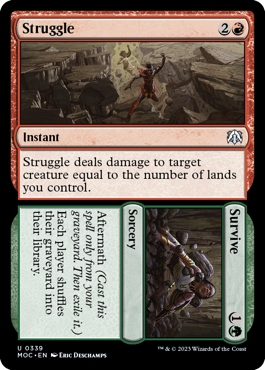 Struggle 2
Instant
Struggle deals damage to target
creature equal to the number of lands
you control.
Survive 1
Sorcery
Aftermath (Cast this
spell only from your
graveyard. Then exile it.)
Each player shuffles
their graveyard into
their library.
U 0339
MOC • EN ERIC DESCHAMPS
™ & © 2023 Wizards of the Coast